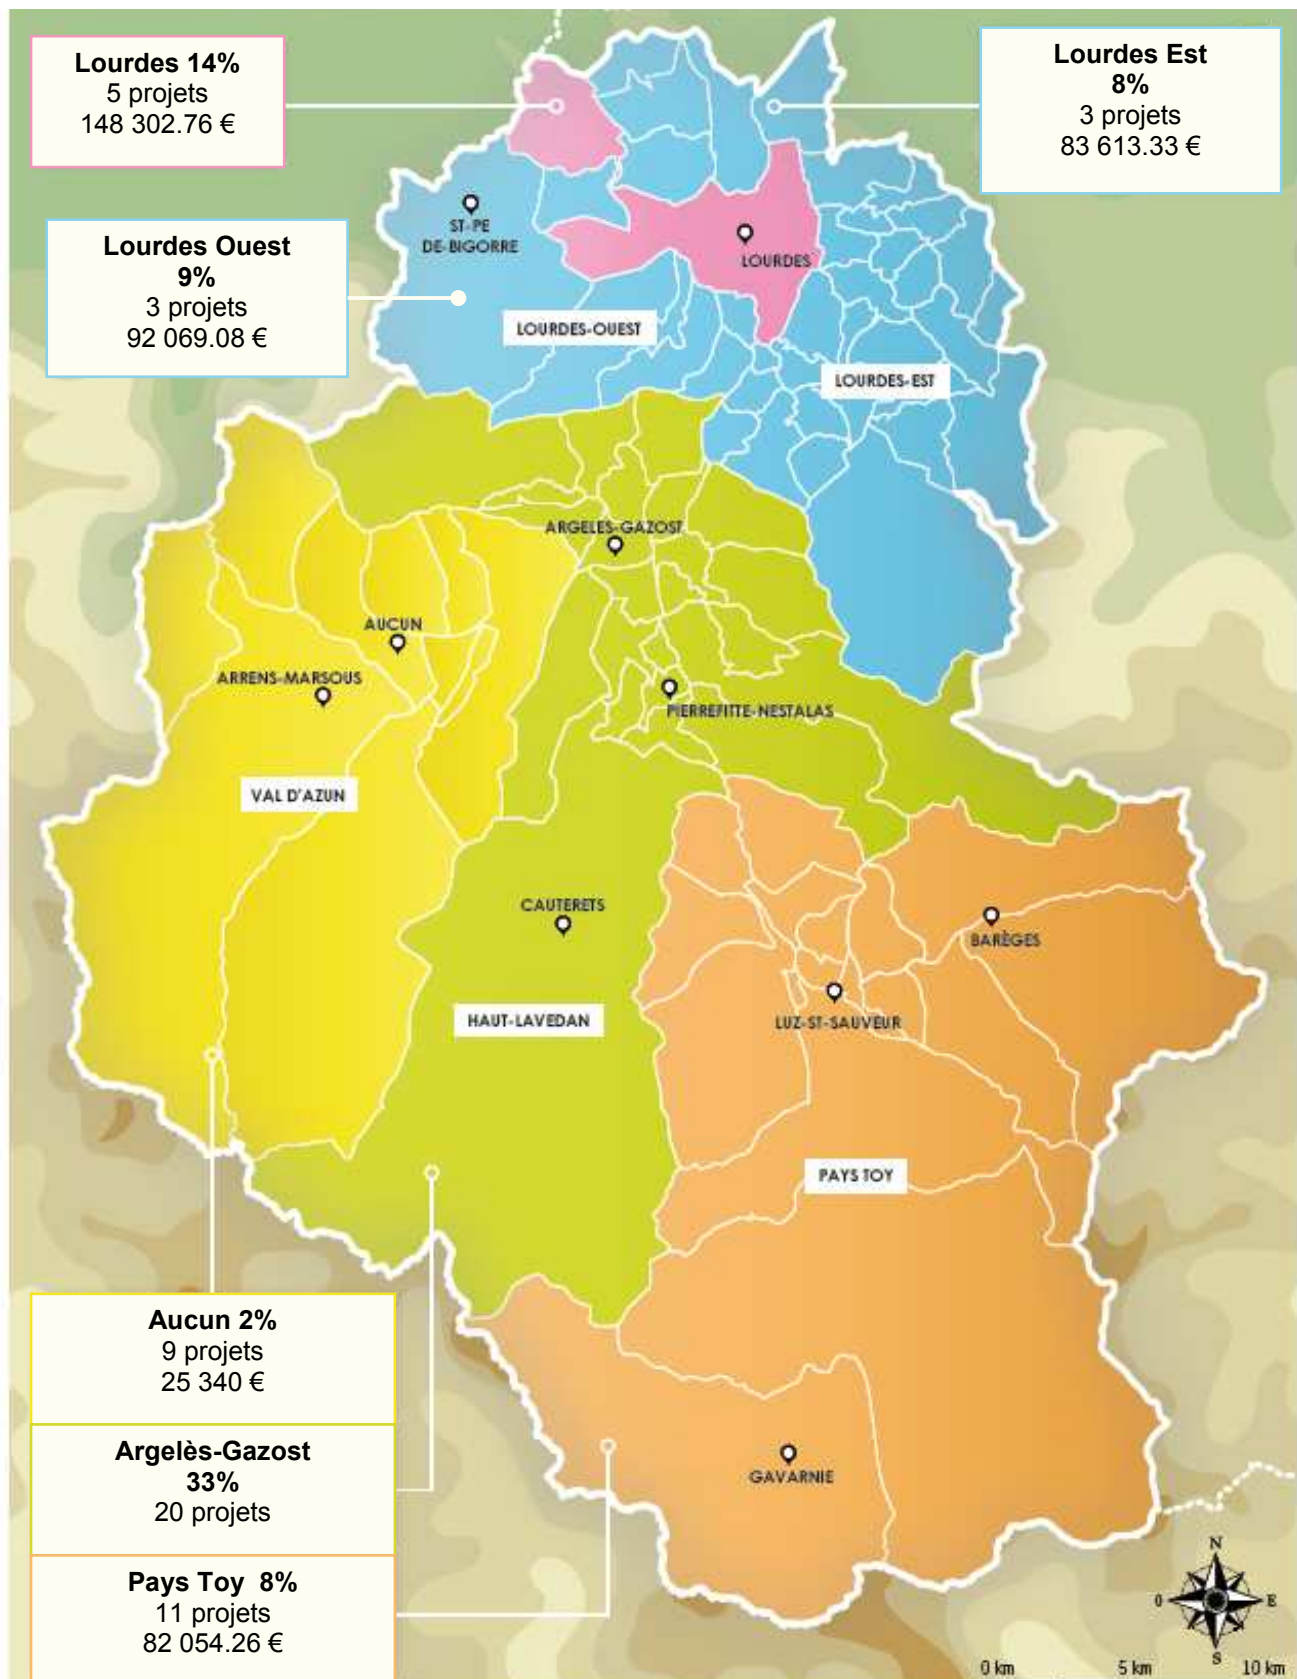 Lourdes 14%
5 projets
148 302.76 €
Lourdes Est
8%
3 projets
83 613.33 €
Lourdes Ouest
9%
3 projets
92 069.08 €
ST-PE
DE-BIGORRE
LOURDES
LOURDES-OUEST
LOURDES-EST
ARGELES-GAZOST
AUCUN
ARRENS-MARSOUS
PIERREFITTE-NESTALAS
VAL D'AZUN
CAUTERETS
BARÈGES
HAUT-LAVEDAN
LUZ-ST-SAUVEUR
PAYS TOY
Aucun 2%
9 projets
25 340 €
Argelès-Gazost
33%
20 projets
Pays Toy 8%
11 projets
82 054.26 €
GAVARNIE
N
O
E
S
0 km
5 km
10 km